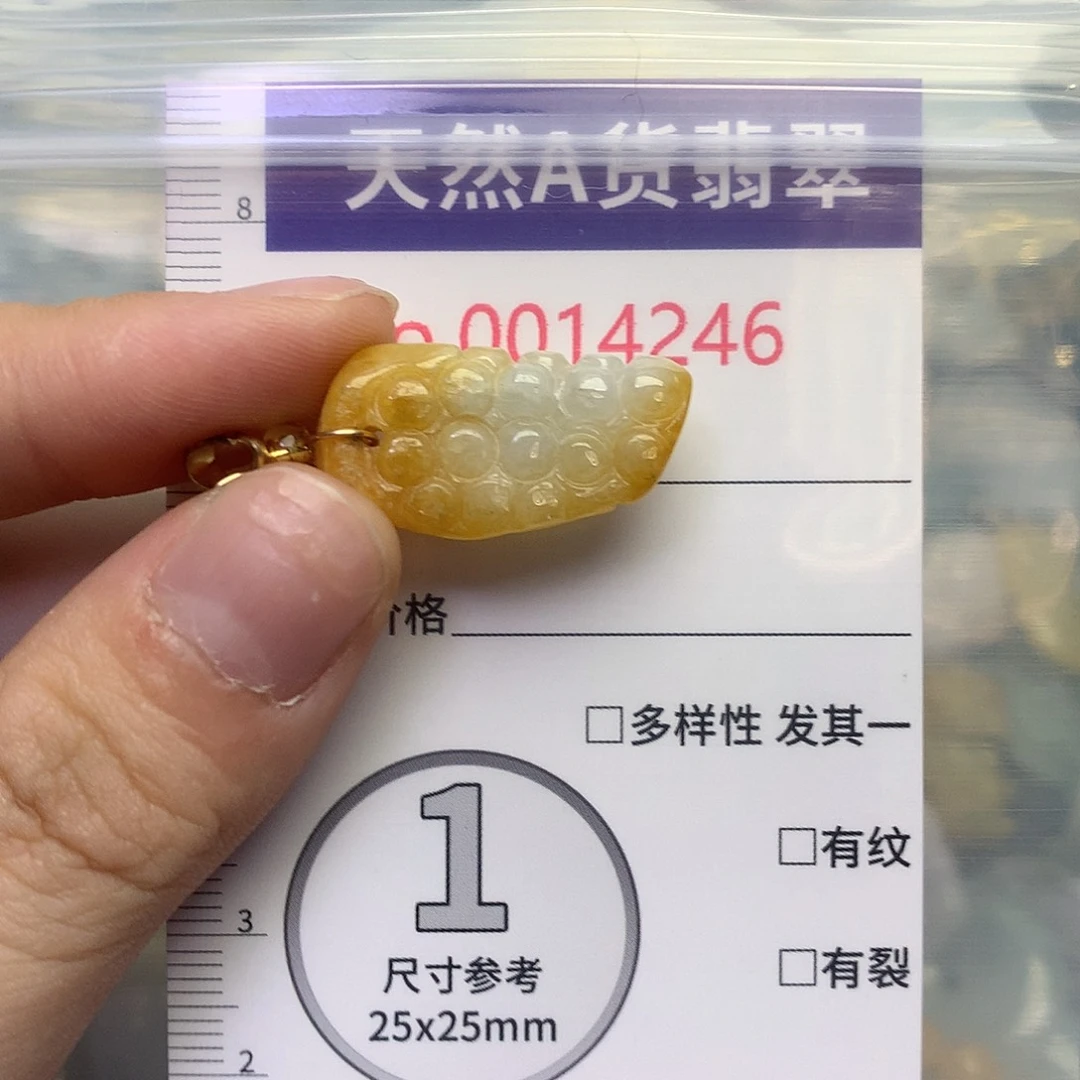 天然A货翡翠
8
0014246
价格
□多样性 发其一
1
□有纹
3
尺寸参考
□有裂
25x25mm
2